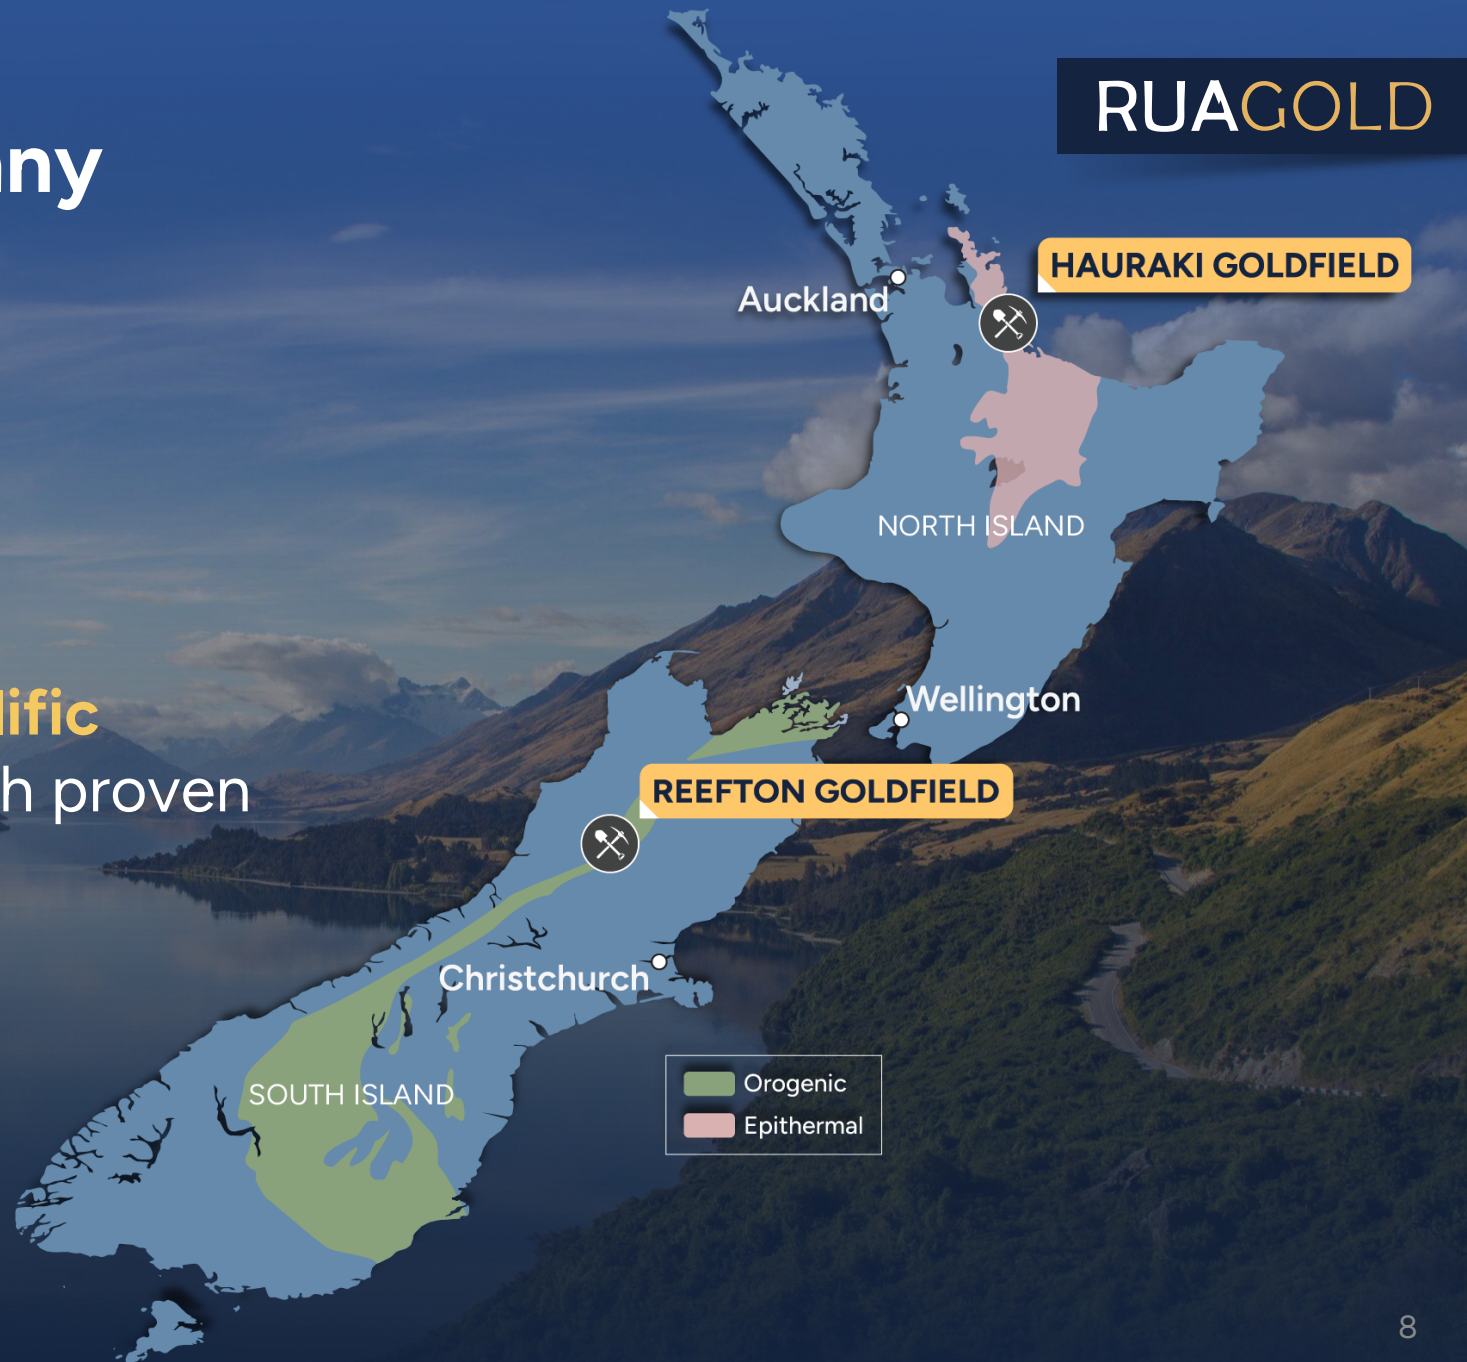 RUAGOLD
ny
HAURAKI GOLDFIELD
Auckland
NORTH ISLAND
lific
Wellington
h proven
REEFTON GOLDFIELD
Christchurch
SOUTH ISLAND
Orogenic
Epithermal
8